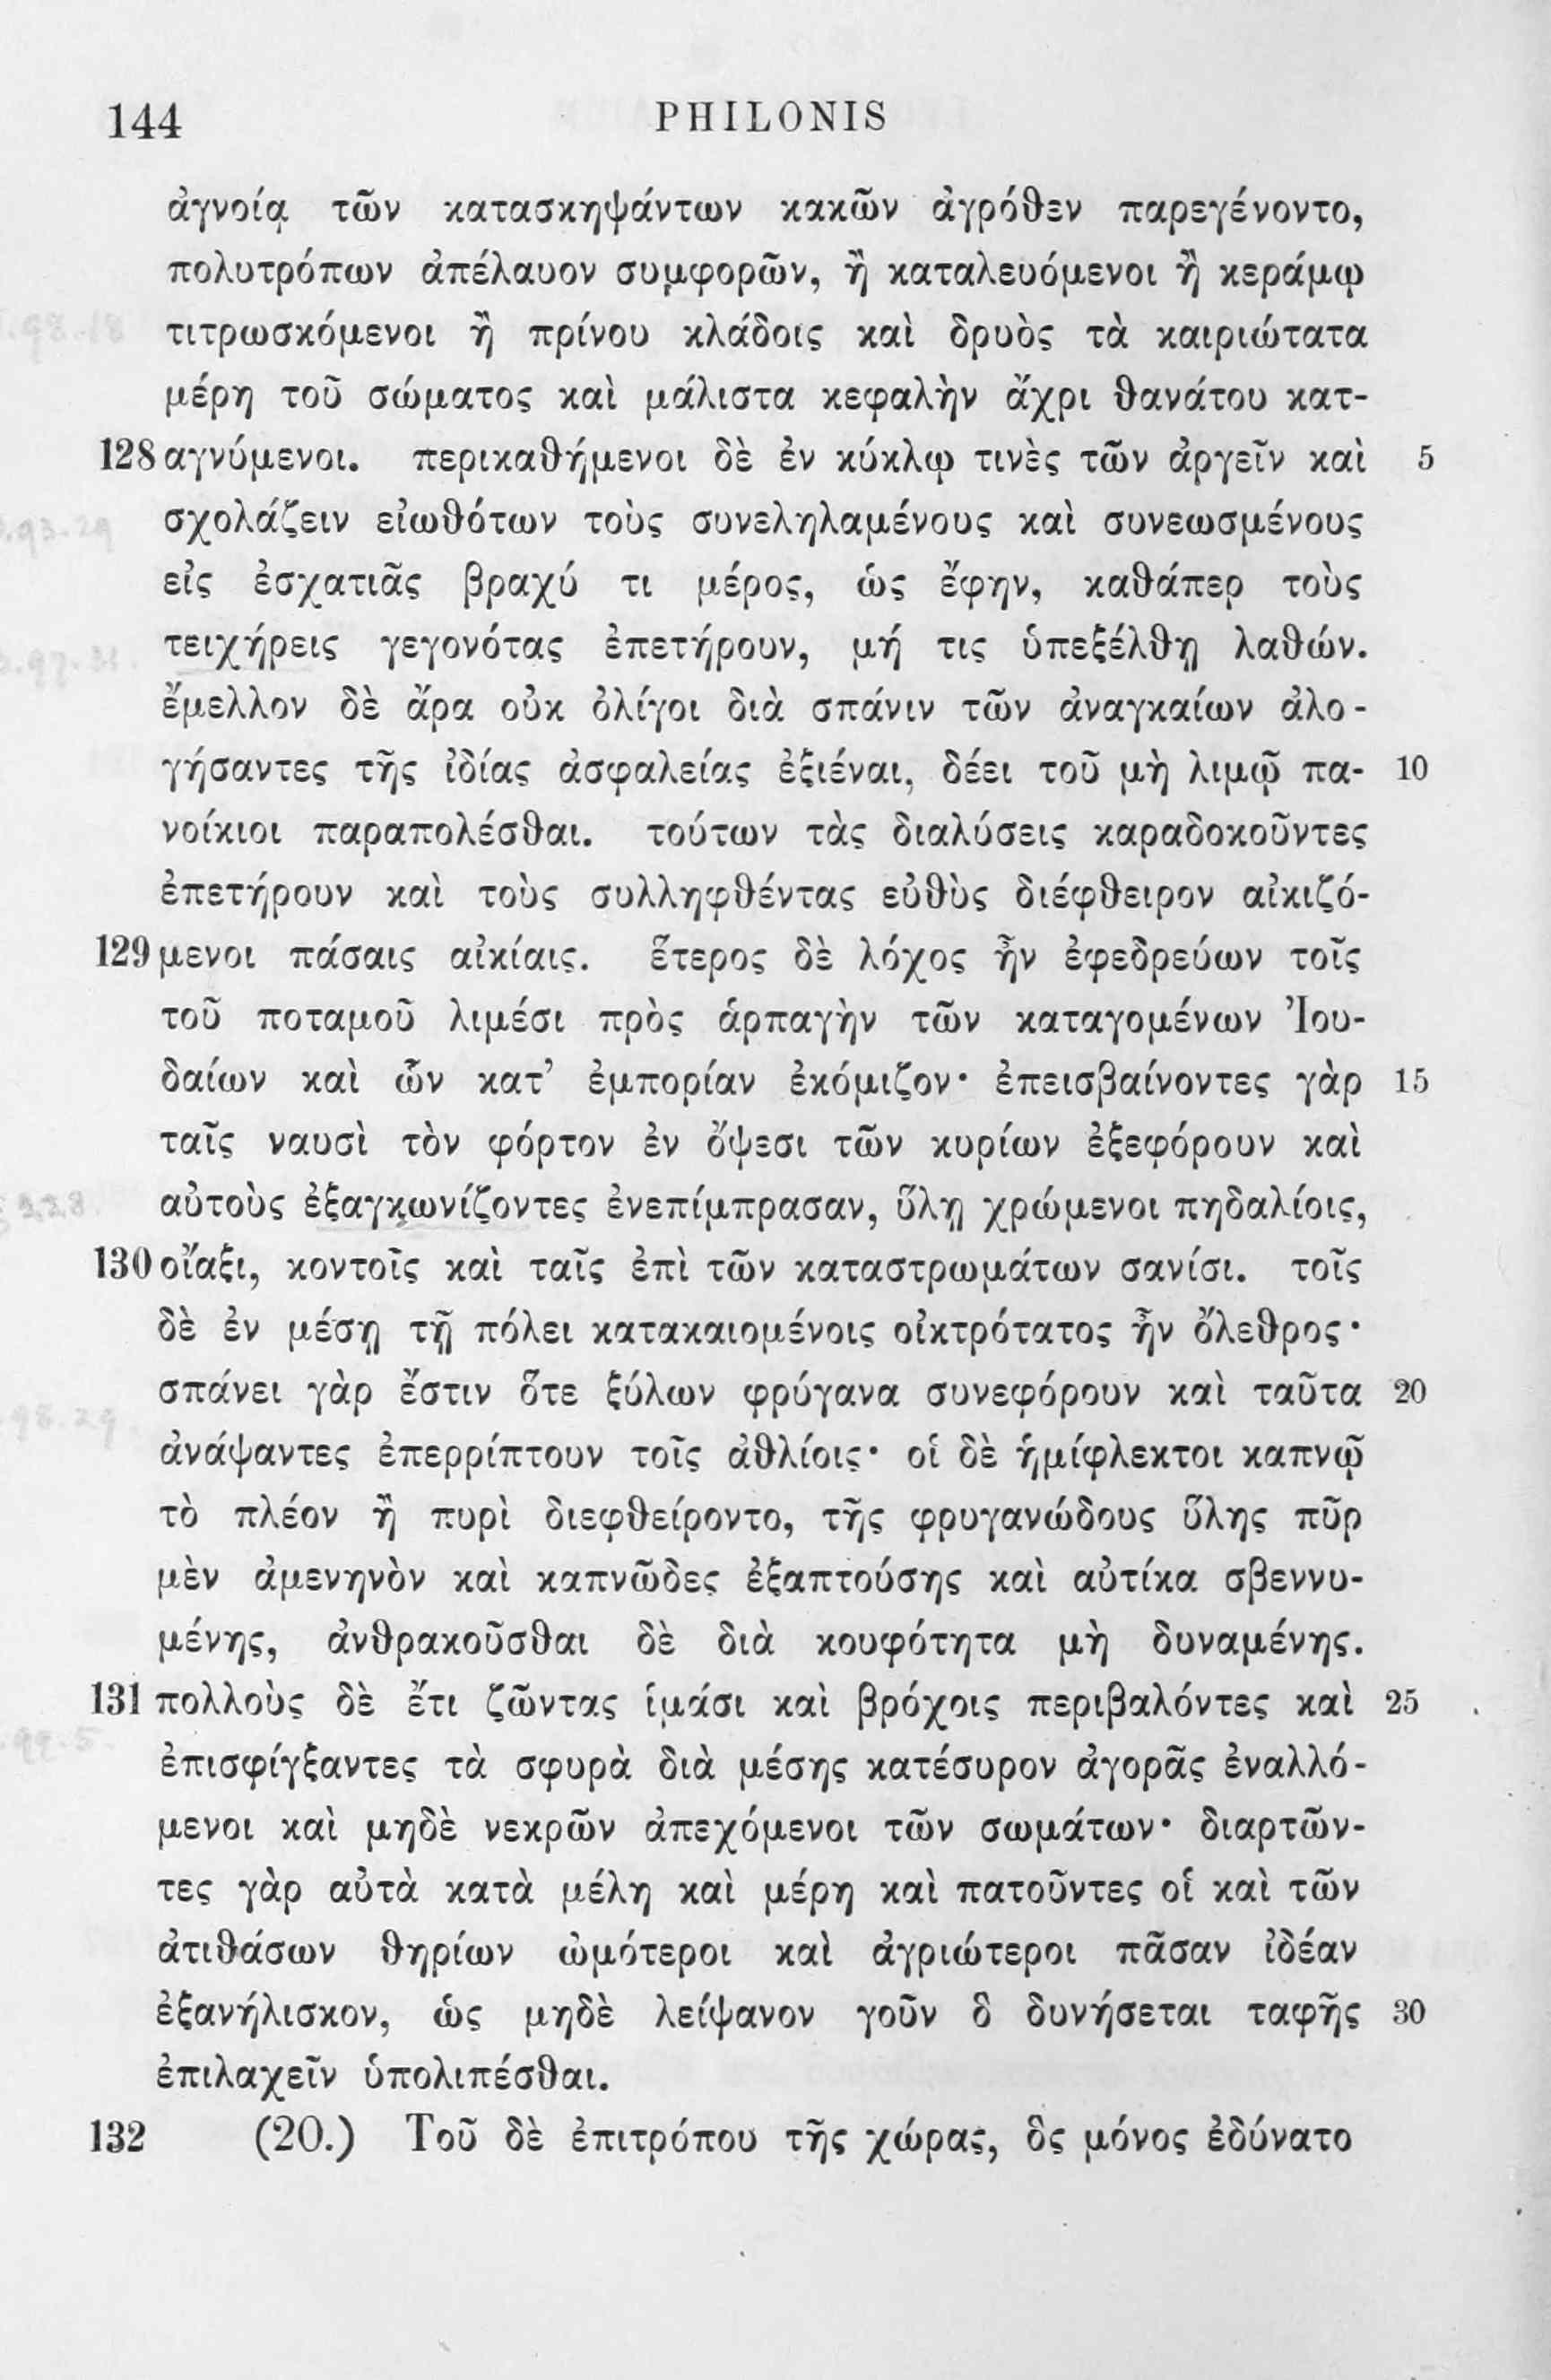 144 PHILONIS
ἀγνοίᾳ τῶν κατασκηψάντων κακῶν ἀγρόθεν παρεγένοντο,
πολυτρόπων ἀπέλαυον συμφορῶν, ἢ καταλευόμενοι ἢ κεράμῳ
τιτρωσκόμενοι ἢ πρίνου κλάδοις καὶ δρυὸς τὰ καιριώτατα
μέρη τοῦ σώματος καὶ μάλιστα κεφαλὴν ἄχρι θανάτου κατ-
128 αγνύμενοι. περικαθήμενοι δὲ ἐν κύκλῳ τινὲς τῶν ἀργεῖν καὶ 5
σχολάζειν εἰωθότων τοὺς συνεληλαμένους καὶ συνεωσμένους
εἰς ἐσχατιᾶς βραχύ τι μέρος, ὡς ἔφην, καθάπερ τοὺς
τειχήρεις γεγονότας ἐπετήρουν, μή τις ὑπεξέλθῃ λαθών.
ἔμελλον δὲ ἄρα οὐκ ὀλίγοι διὰ σπάνιν τῶν ἀναγκαίων ἀλο-
γήσαντες τῆς ἰδίας ἀσφαλείας ἐξιέναι, δέει τοῦ μὴ λιμῷ πα- 10
νοίκιοι παραπολέσθαι. τούτων τὰς διαλύσεις καραδοκοῦντες
ἐπετήρουν καὶ τοὺς συλληφθέντας εὐθὺς διέφθειρον αἰκιζό-
129 μενοι πάσαις αἰκίαις. ἕτερος δὲ λόχος ἦν ἐφεδρεύων τοῖς
τοῦ ποταμοῦ λιμέσι πρὸς ἁρπαγὴν τῶν καταγομένων Ἰου-
δαίων καὶ ὧν κατ’ ἐμπορίαν ἐκόμιζον· ἐπεισβαίνοντες γὰρ 15
ταῖς ναυσὶ τὸν φόρτον ἐν ὄψεσι τῶν κυρίων ἐξεφόρουν καὶ
αὐτοὺς ἐξαγκωνίζοντες ἐνεπίμπρασαν, ὕλῃ χρώμενοι πηδαλίοις,
130 οἴαξι, κοντοῖς καὶ ταῖς ἐπὶ τῶν καταστρωμάτων σανίσι. τοῖς
δὲ ἐν μέσῃ τῇ πόλει κατακαιομένοις οἰκτρότατος ἦν ὄλεθρος·
σπάνει γὰρ ἔστιν ὅτε ξύλων φρύγανα συνεφόρουν καὶ ταῦτα 20
ἀνάψαντες ἐπερρίπτουν τοῖς ἀθλίοις· οἱ δὲ ἡμίφλεκτοι καπνῷ
τὸ πλέον ἢ πυρὶ διεφθείροντο, τῆς φρυγανώδους ὕλης πῦρ
μὲν ἀμενηνὸν καὶ καπνῶδες ἐξαπτούσης καὶ αὐτίκα σβεννυ-
μένης, ἀνθρακοῦσθαι δὲ διὰ κουφότητα μὴ δυναμένης.
131 πολλοὺς δὲ ἔτι ζῶντας ἱμάσι καὶ βρόχοις περιβαλόντες καὶ 25
ἐπισφίγξαντες τὰ σφυρὰ διὰ μέσης κατέσυρον ἀγορᾶς ἐναλλό-
μενοι καὶ μηδὲ νεκρῶν ἀπεχόμενοι τῶν σωμάτων· διαρτῶν-
τες γὰρ αὐτὰ κατὰ μέλη καὶ μέρη καὶ πατοῦντες οἱ καὶ τῶν
ἀτιθάσων θηρίων ὠμότεροι καὶ ἀγριώτεροι πᾶσαν ἰδέαν
ἐξανήλισκον, ὡς μηδὲ λείψανον γοῦν ὃ δυνήσεται ταφῆς 30
ἐπιλαχεῖν ὑπολιπέσθαι.
132 (20.) Τοῦ δὲ ἐπιτρόπου τῆς χώρας, ὃς μόνος ἐδύνατο